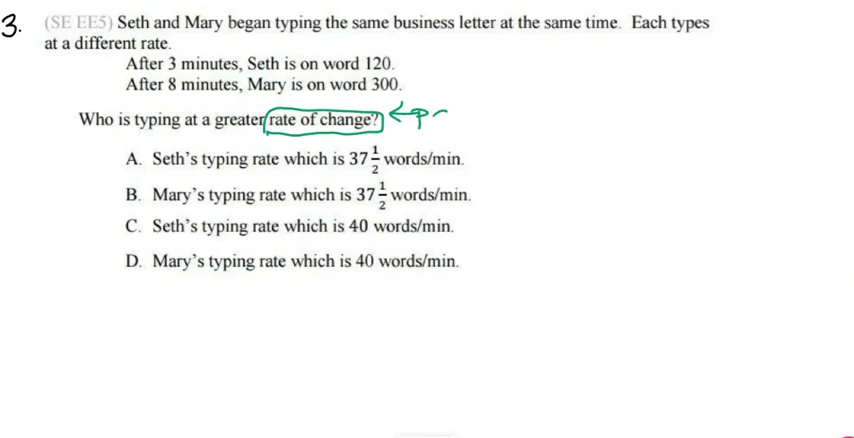 3. (SE EE5) Seth and Mary began typing the same business letter at the same time. Each types
at a different rate.
After 3 minutes, Seth is on word 120.
After 8 minutes, Mary is on word 300.
Who is typing at a greater rate of change? ←pr
A. Seth's typing rate which is 37 1/2 words/min.
B. Mary's typing rate which is 37 1/2 words/min.
C. Seth's typing rate which is 40 words/min.
D. Mary's typing rate which is 40 words/min.